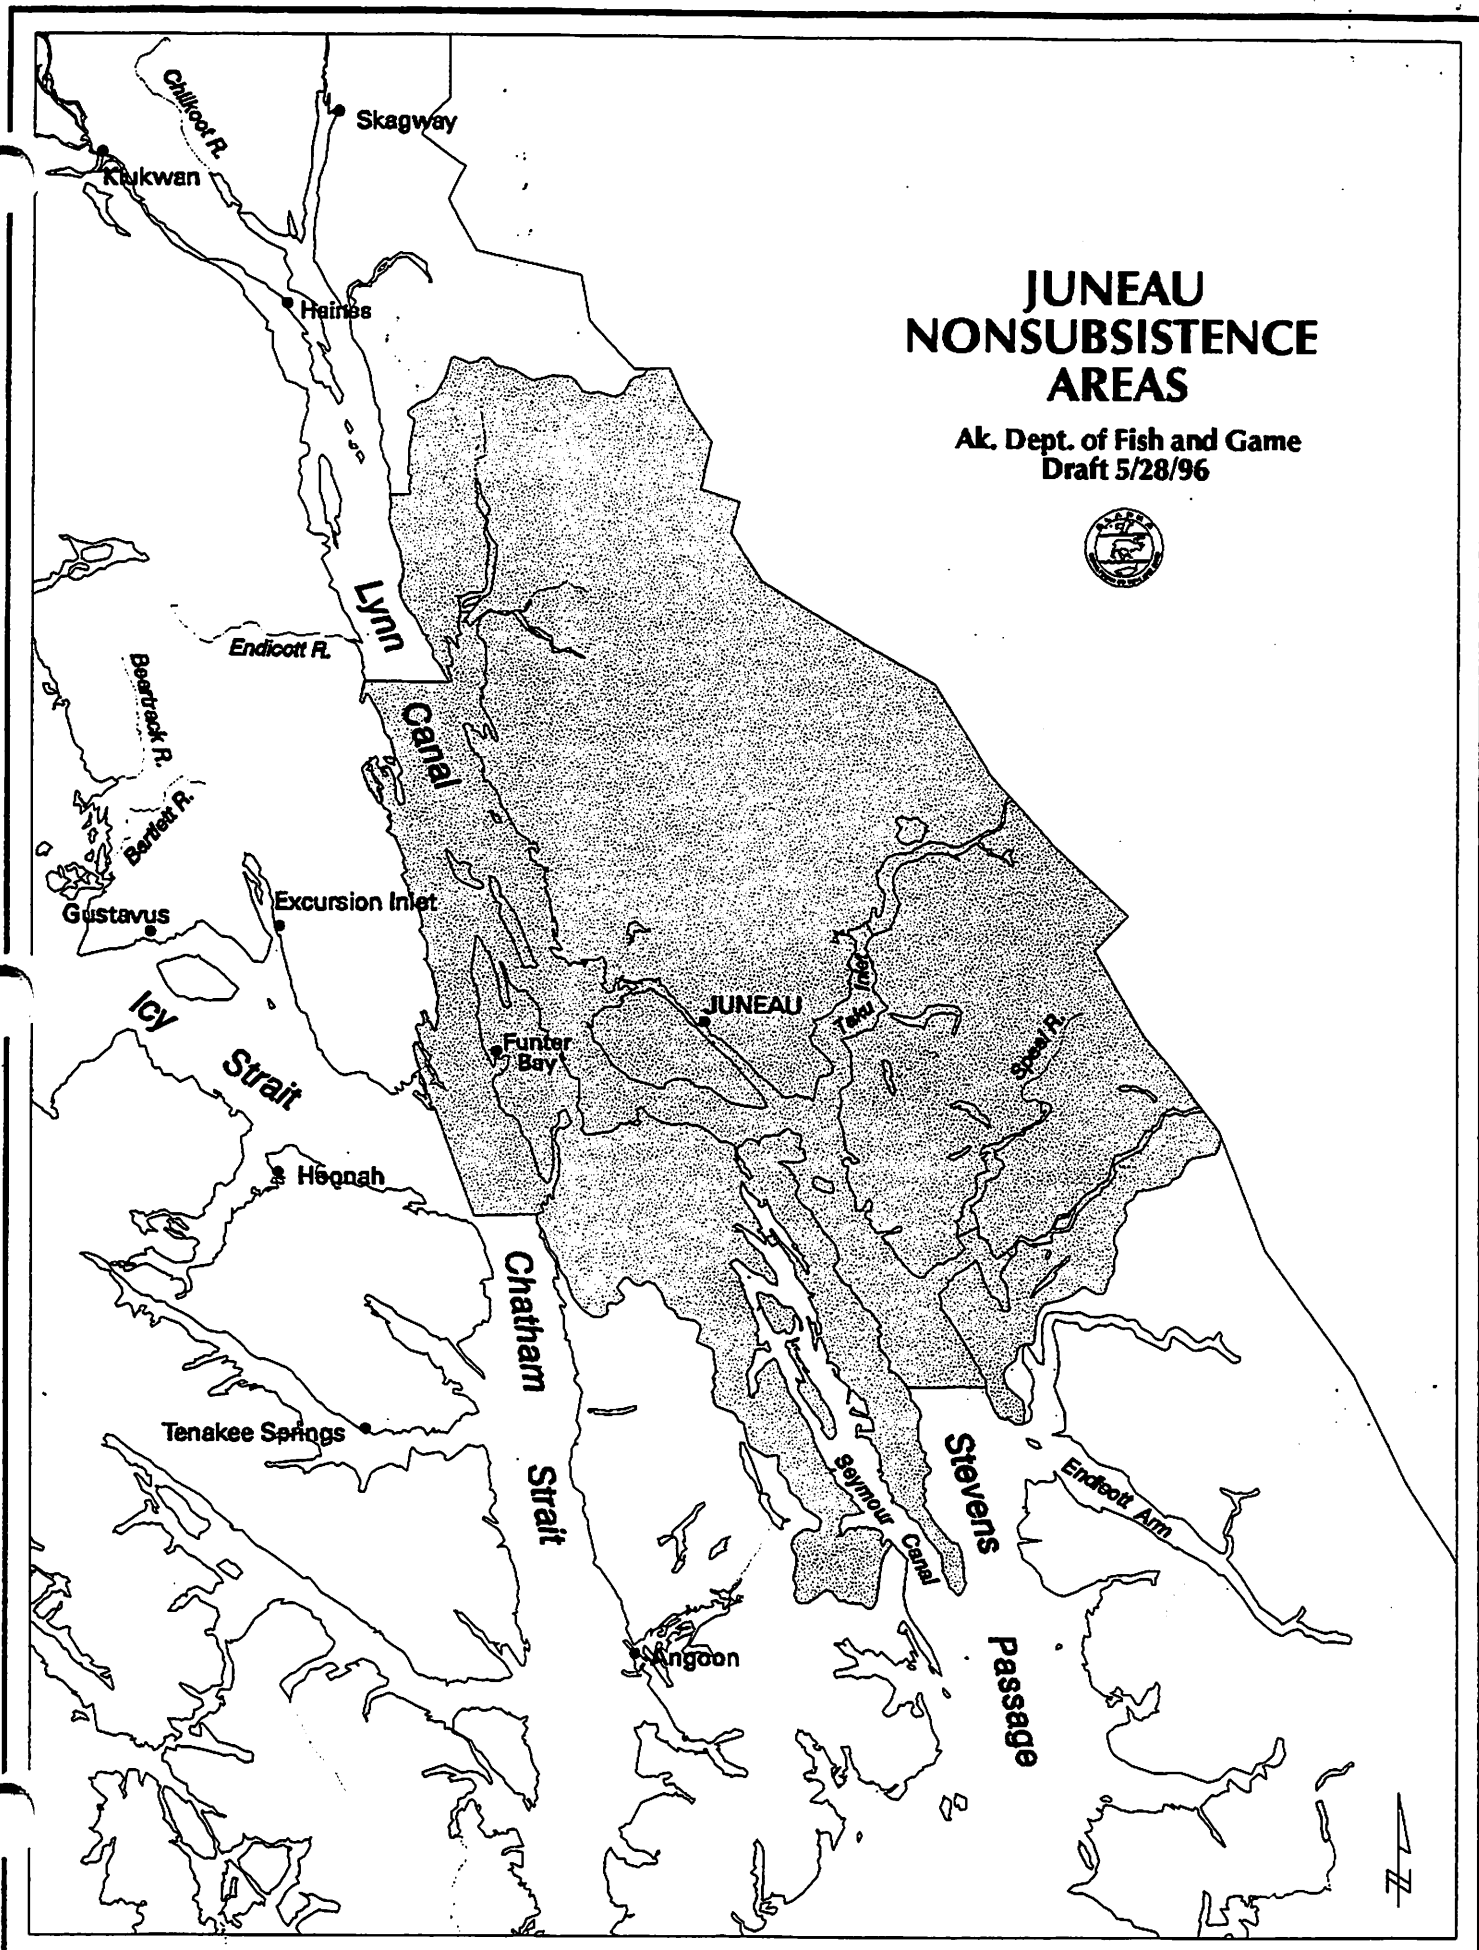 Chilkoot R.
Skagway
Klukwan
Haines
JUNEAU
NONSUBSISTENCE
AREAS
Ak. Dept. of Fish and Game
Draft 5/28/96
ALASKA
Lynn
Canal
Endicott R.
Beartrack R.
Bartlett R.
Gustavus
Excursion Inlet
Icy
Strait
JUNEAU
Taku Inlet
Funter
Bay
Speel R.
Hoonah
Chatham
Strait
Tenakee Springs
Seymour Canal
Stevens
Passage
Endicott Arm
Angoon
N